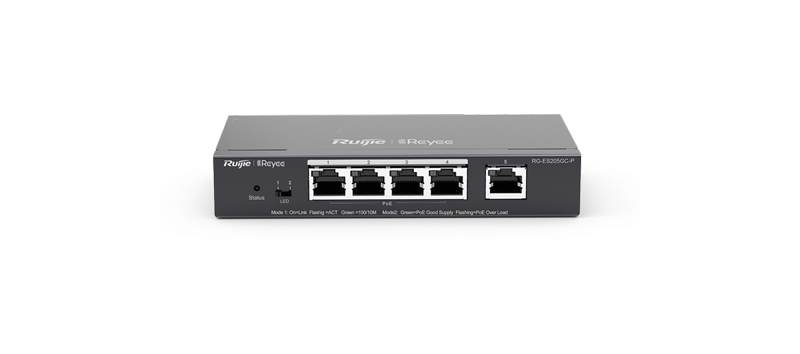 Ruijie Reyee
Ruijie Reyee
1 2 3 4 5
RG-ES205GC-P
1 2
Status
LED
PoE
Mode 1: On=Link Flashig =ACT Green =100/10M Mode2: Green=PoE Good Supply Flashing=PoE Over Load